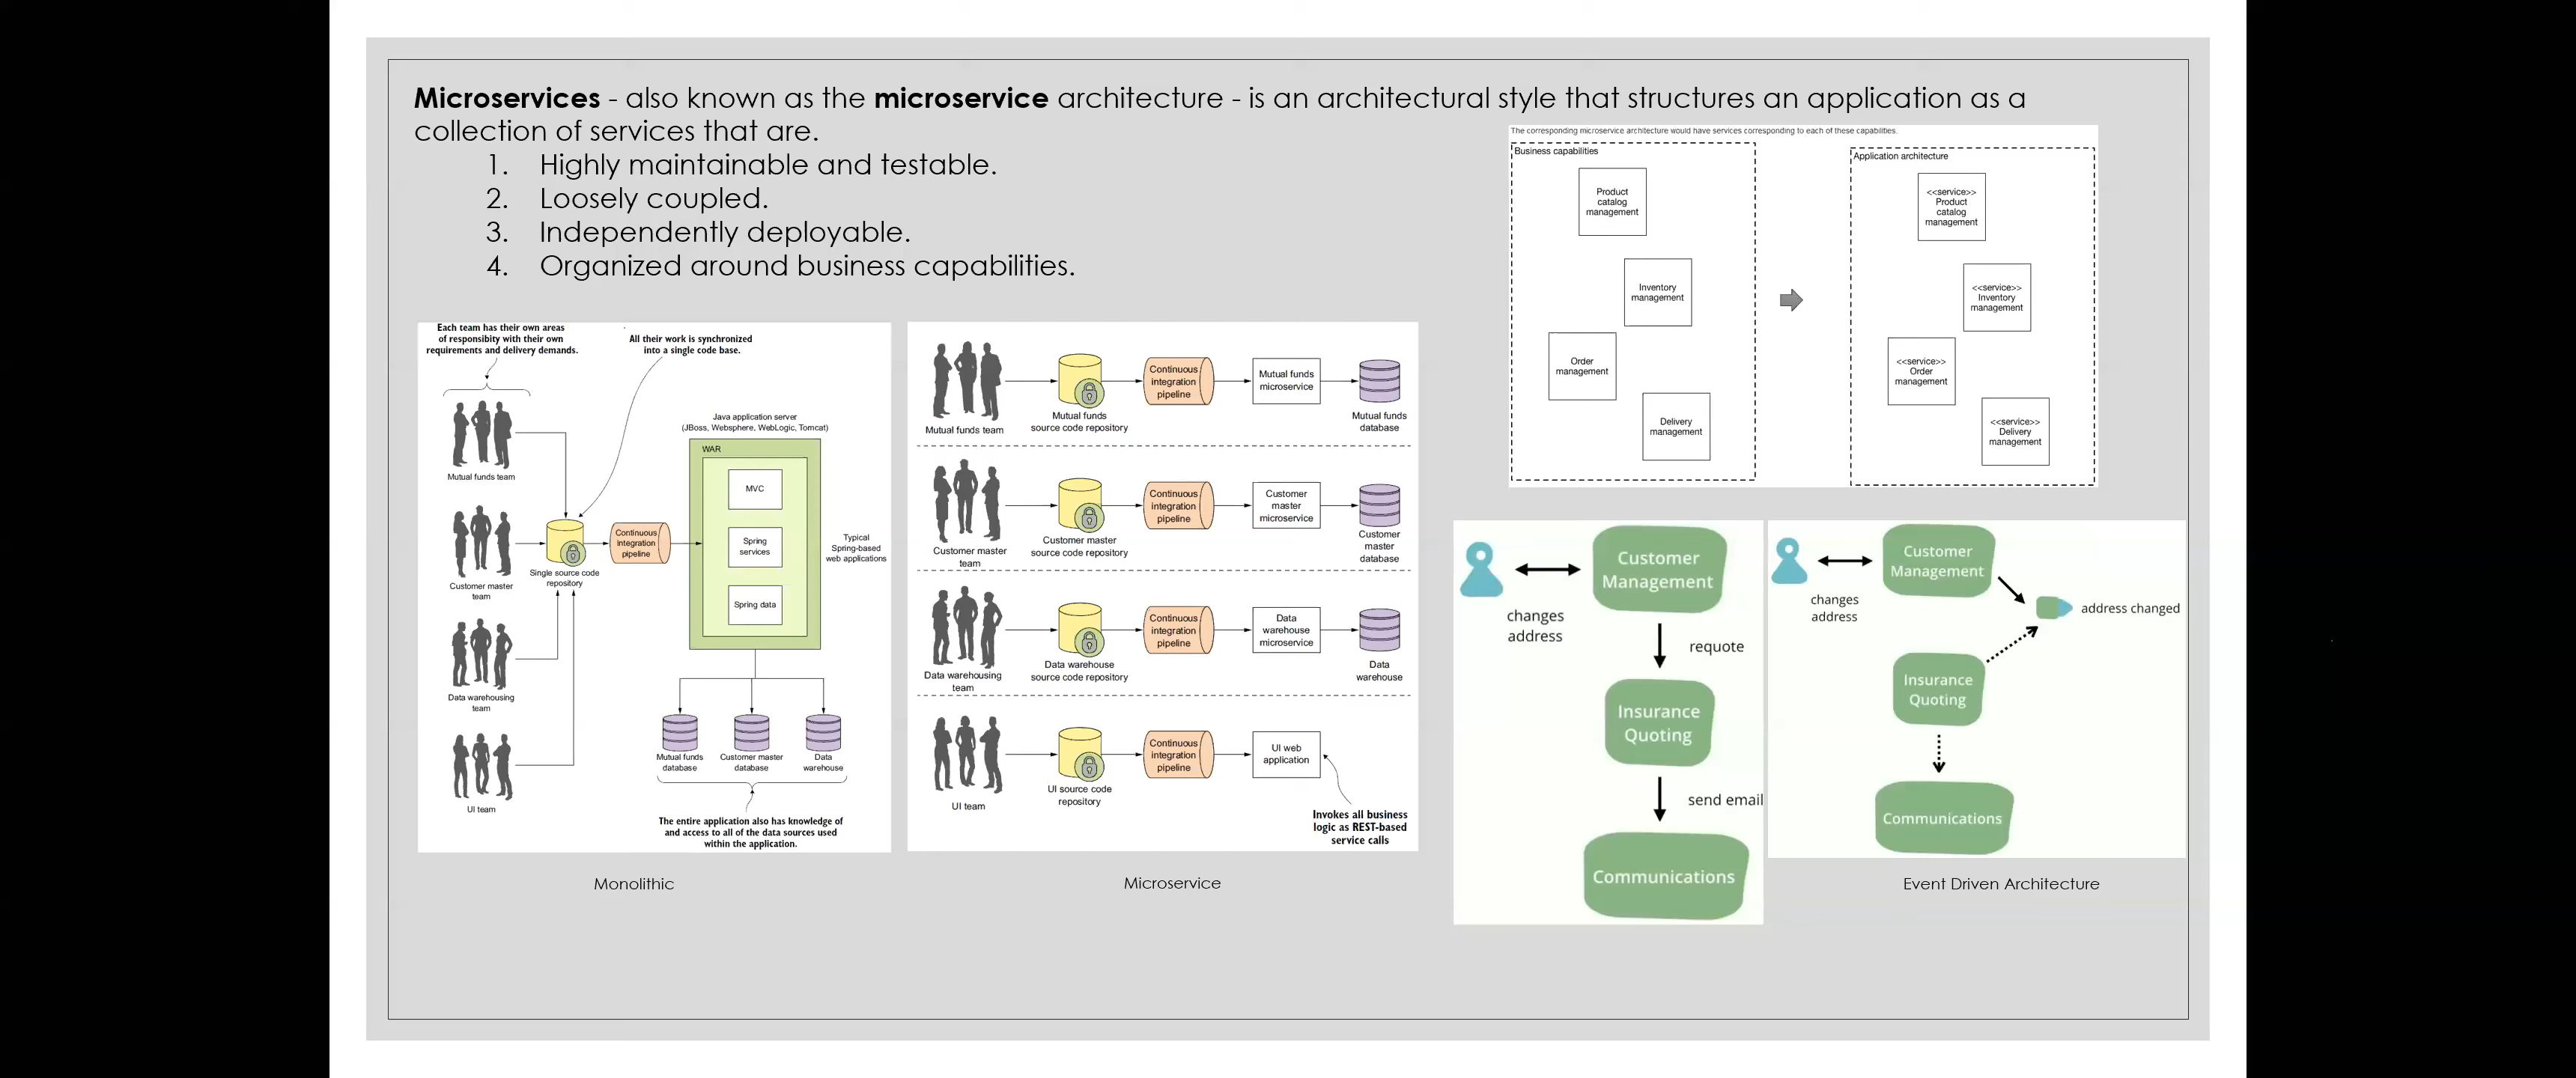 Microservices - also known as the microservice architecture - is an architectural style that structures an application as a
collection of services that are.
1. Highly maintainable and testable.
2. Loosely coupled.
3. Independently deployable.
4. Organized around business capabilities.
The corresponding microservice architecture would have services corresponding to each of these capabilities.
Business capabilities
Product
catalog
management
Inventory
management
Order
management
Delivery
management
Application architecture
<<service>>
Product
catalog
management
<<service>>
Inventory
management
<<service>>
Order
management
<<service>>
Delivery
management
Each team has their own areas
of responsibity with their own
requirements and delivery demands.
All their work is synchronized
into a single code base.
Mutual funds team
Customer master
team
Data warehousing
team
UI team
Single source code
repository
Continuous
integration
pipeline
Java application server
(JBoss, Websphere, WebLogic, Tomcat)
WAR
MVC
Spring
services
Spring data
Typical
Spring-based
web applications
Mutual funds
database
Customer master
database
Data
warehouse
The entire application also has knowledge of
and access to all of the data sources used
within the application.
Monolithic
Mutual funds team
Mutual funds
source code repository
Continuous
integration
pipeline
Mutual funds
microservice
Mutual funds
database
Customer master
team
Customer master
source code repository
Continuous
integration
pipeline
Customer
master
microservice
Customer
master
database
Data warehousing
team
Data warehouse
source code repository
Continuous
integration
pipeline
Data
warehouse
microservice
Data
warehouse
UI team
UI source code
repository
Continuous
integration
pipeline
UI web
application
Invokes all business
logic as REST-based
service calls
Microservice
changes
address
Customer
Management
requote
Insurance
Quoting
send email
Communications
changes
address
Customer
Management
address changed
Insurance
Quoting
Communications
Event Driven Architecture